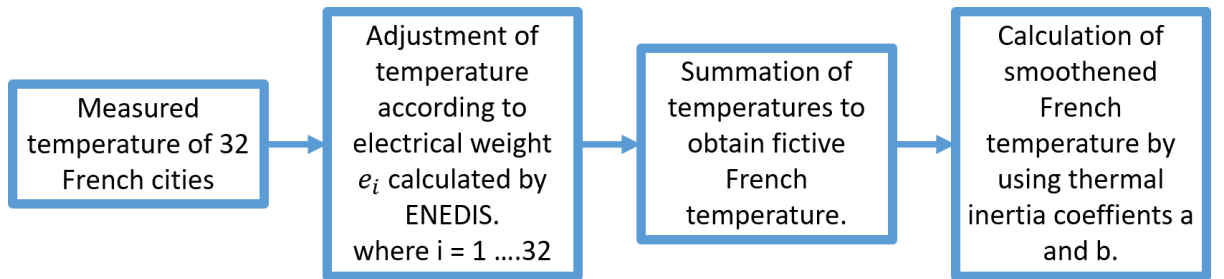 Measured
temperature of 32
French cities
Adjustment of
temperature
according to
electrical weight
𝑒𝑖 calculated by
ENEDIS.
where i = 1 ....32
Summation of
temperatures to
obtain fictive
French
temperature.
Calculation of
smoothened
French
temperature by
using thermal
inertia coeffients a
and b.